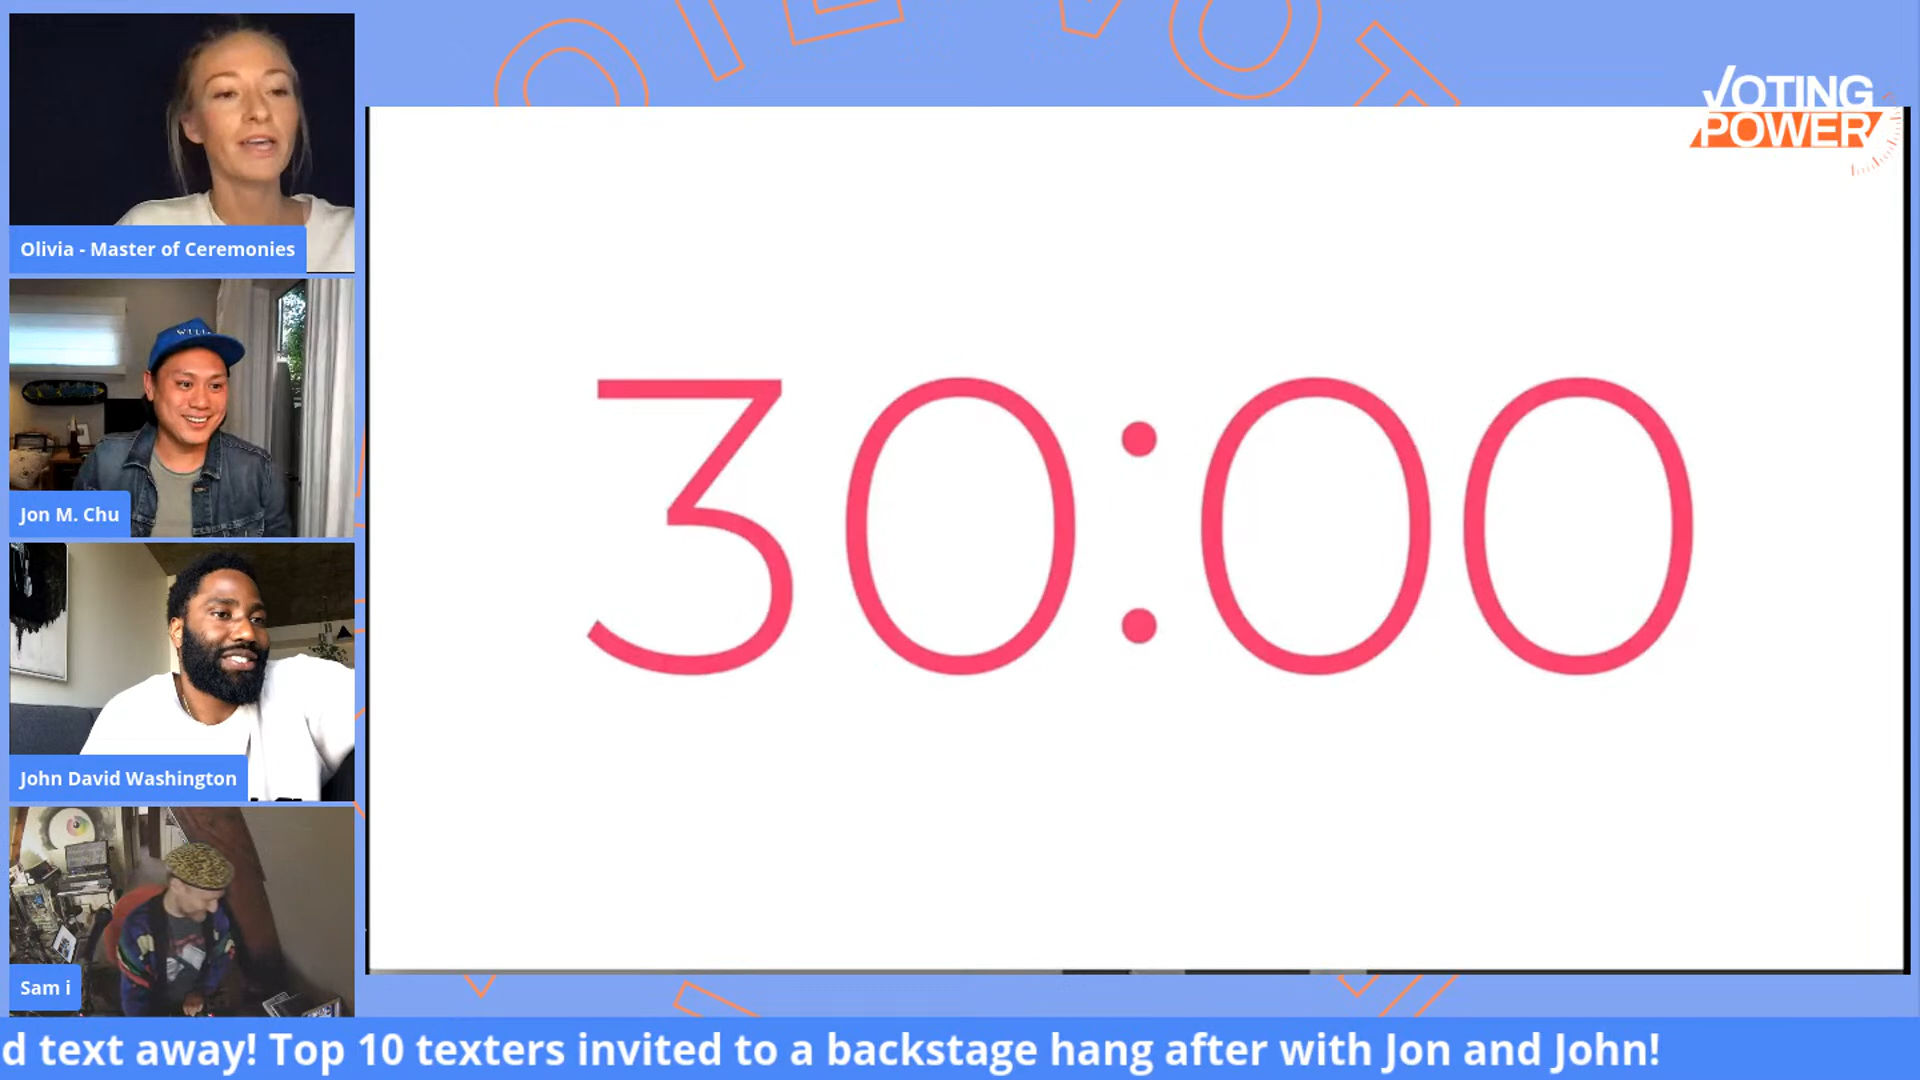 Olivia - Master of Ceremonies
Jon M. Chu
John David Washington
Sam i
VOTING
POWER
30:00
d text away! Top 10 texters invited to a backstage hang after with Jon and John!